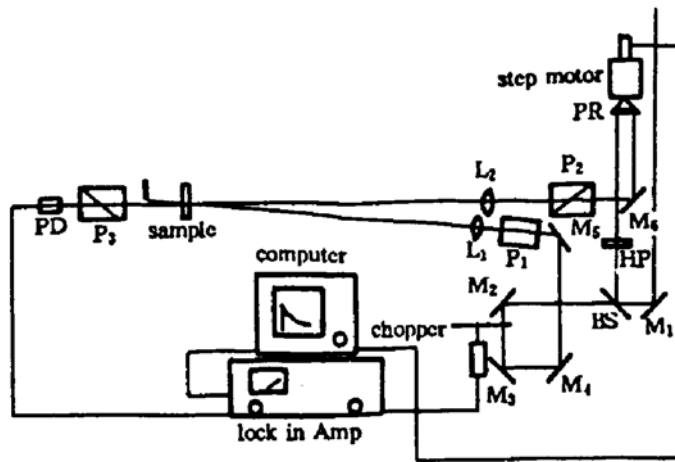 step motor
PR
L₂
P₂
M₅
M₆
PD
P₃
sample
L₁
P₁
HP
computer
M₂
chopper
BS
M₁
M₃
M₄
lock in Amp